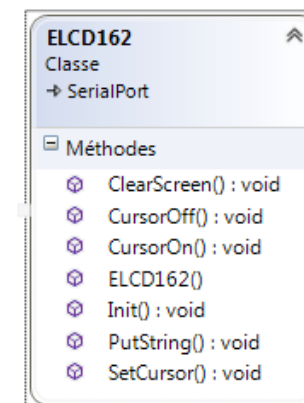 ELCD162
Classe
SerialPort
Méthodes
ClearScreen() : void
CursorOff() : void
CursorOn() : void
ELCD162()
Init() : void
PutString() : void
SetCursor() : void